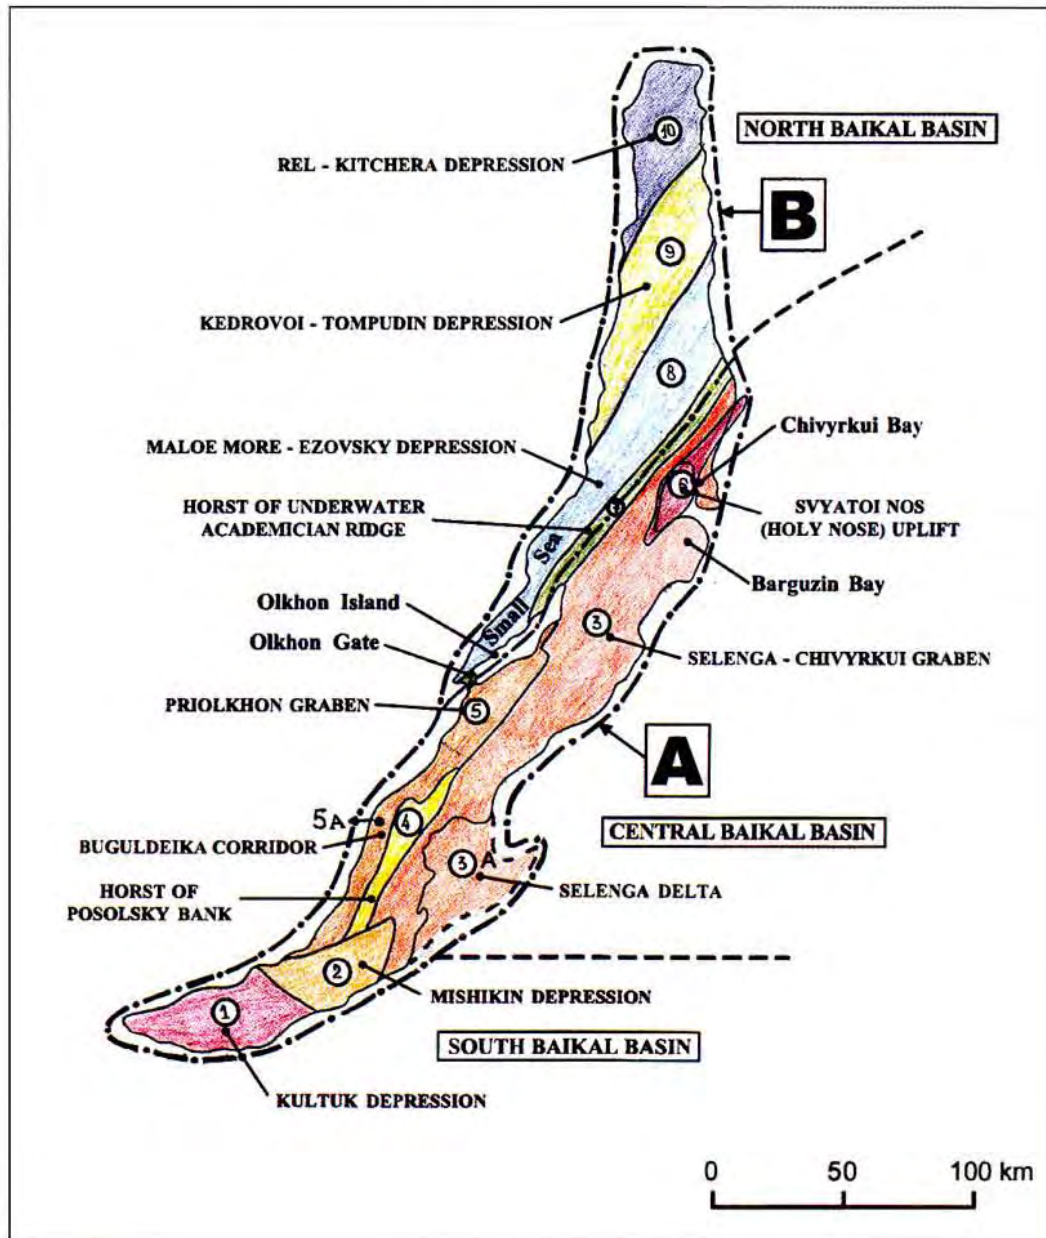 10
NORTH BAIKAL BASIN
REL - KITCHERA DEPRESSION
B
9
KEDROVOI - TOMPUDIN DEPRESSION
8
Chivyrkui Bay
MALOE MORE - EZOVSKY DEPRESSION
6
SVYATOI NOS
(HOLY NOSE) UPLIFT
HORST OF UNDERWATER
ACADEMICIAN RIDGE
7
Small Sea
Barguzin Bay
Olkhon Island
3
Olkhon Gate
SELENGA - CHIVYRKUI GRABEN
PRIOLKHON GRABEN
5
A
5A
4
CENTRAL BAIKAL BASIN
BUGULDEIKA CORRIDOR
3 A
HORST OF
POSOLSKY BANK
SELENGA DELTA
2
MISHIKIN DEPRESSION
1
SOUTH BAIKAL BASIN
KULTUK DEPRESSION
0 50 100 km